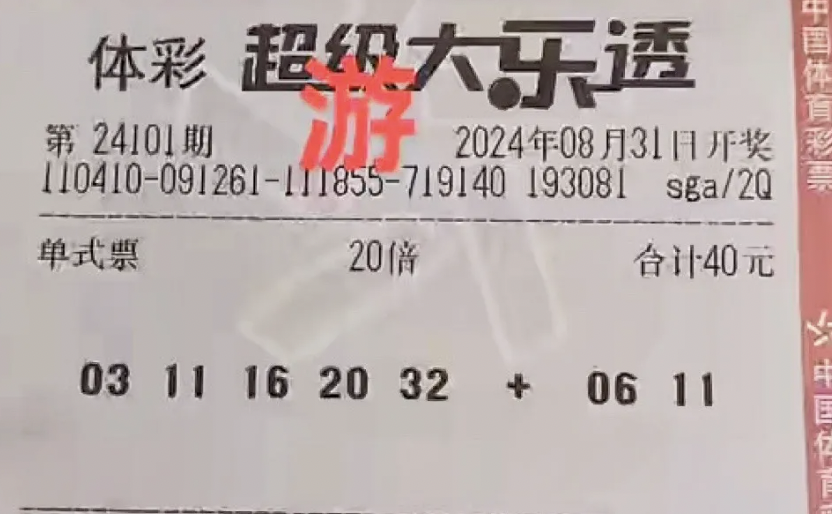 体彩 超级大乐透
游
第 24101期 2024年08月31日开奖
110410-091261-111855-719140 193081 sga/2Q
单式票 20倍 合计40元
03 11 16 20 32 + 06 11
中国体育彩票
中国体育